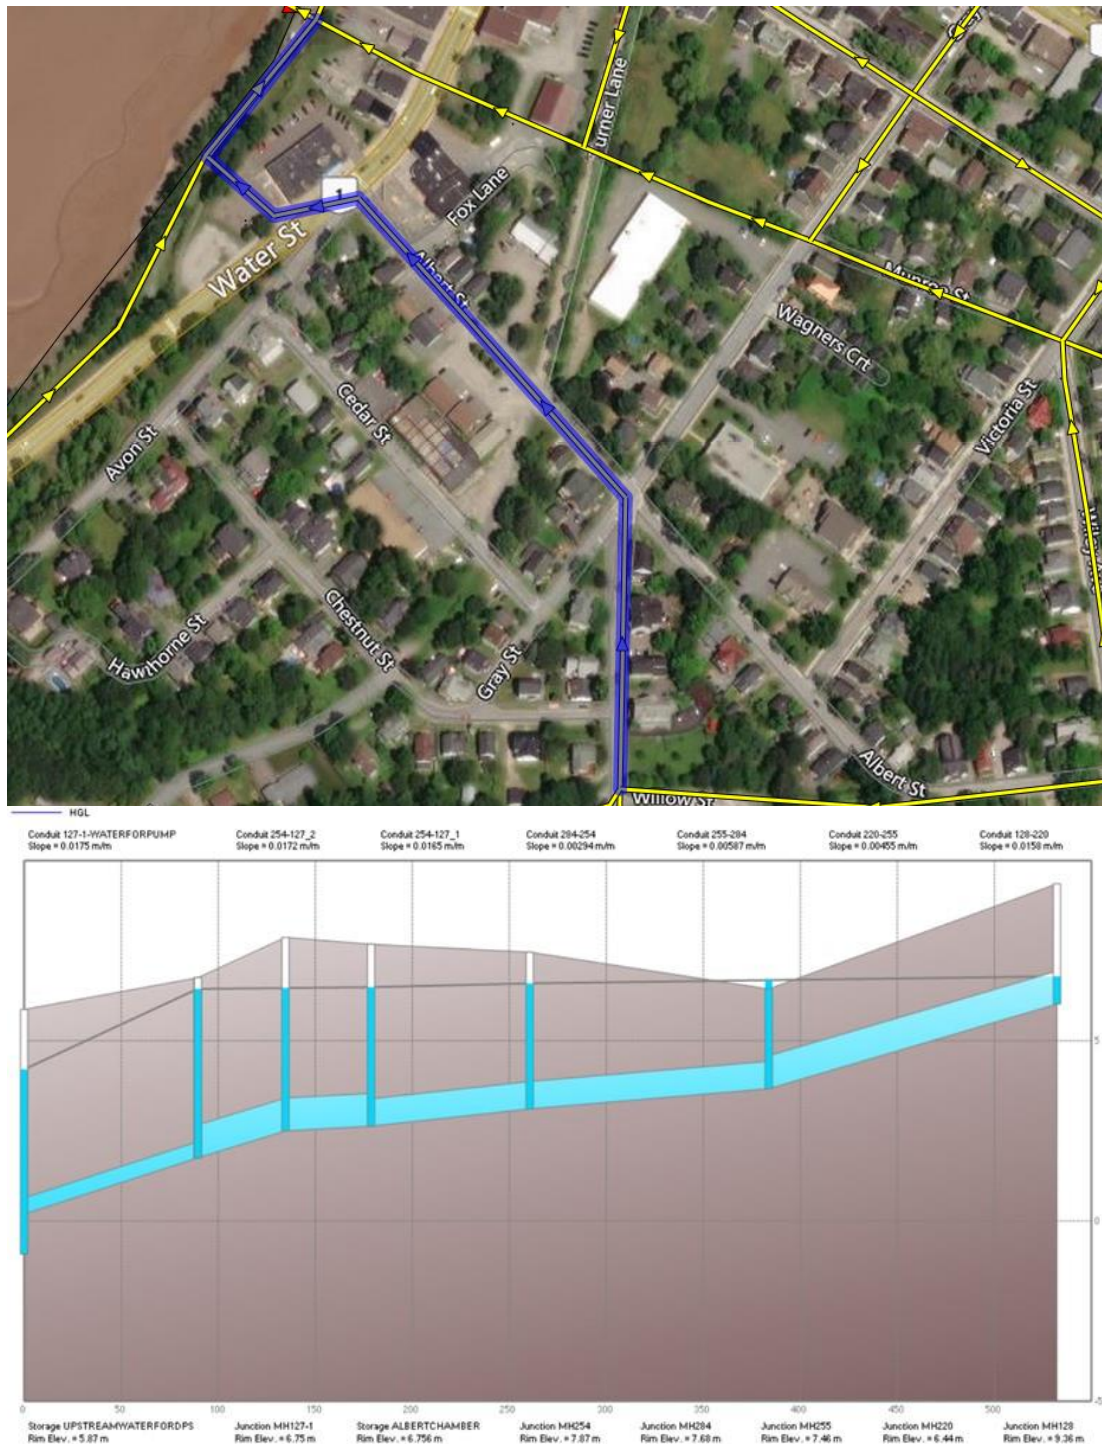 urner Lane
Fox Lane
1
Albert St
Water St
Munroe St
Wagners Crt
Cedar St
Victoria St
Avon St
Hawthorne St
Chestnut St
Gray St
Albert St
Willow St
HGL
Conduit 127-1-WATERFORPUMP
Slope = 0.0175 m/m
Conduit 254-127_2
Slope = 0.0172 m/m
Conduit 254-127_1
Slope = 0.0165 m/m
Conduit 284-254
Slope = 0.00294 m/m
Conduit 255-284
Slope = 0.00587 m/m
Conduit 220-255
Slope = 0.00455 m/m
Conduit 128-220
Slope = 0.0158 m/m
5
0
-5
0
50
100
150
200
250
300
350
400
450
500
Storage UPSTREAMWATERFORDPS
Rim Elev. = 5.87 m
Junction MH127-1
Rim Elev. = 6.75 m
Storage ALBERTCHAMBER
Rim Elev. = 6.756 m
Junction MH254
Rim Elev. = 7.87 m
Junction MH284
Rim Elev. = 7.68 m
Junction MH255
Rim Elev. = 7.46 m
Junction MH220
Rim Elev. = 6.44 m
Junction MH128
Rim Elev. = 9.36 m